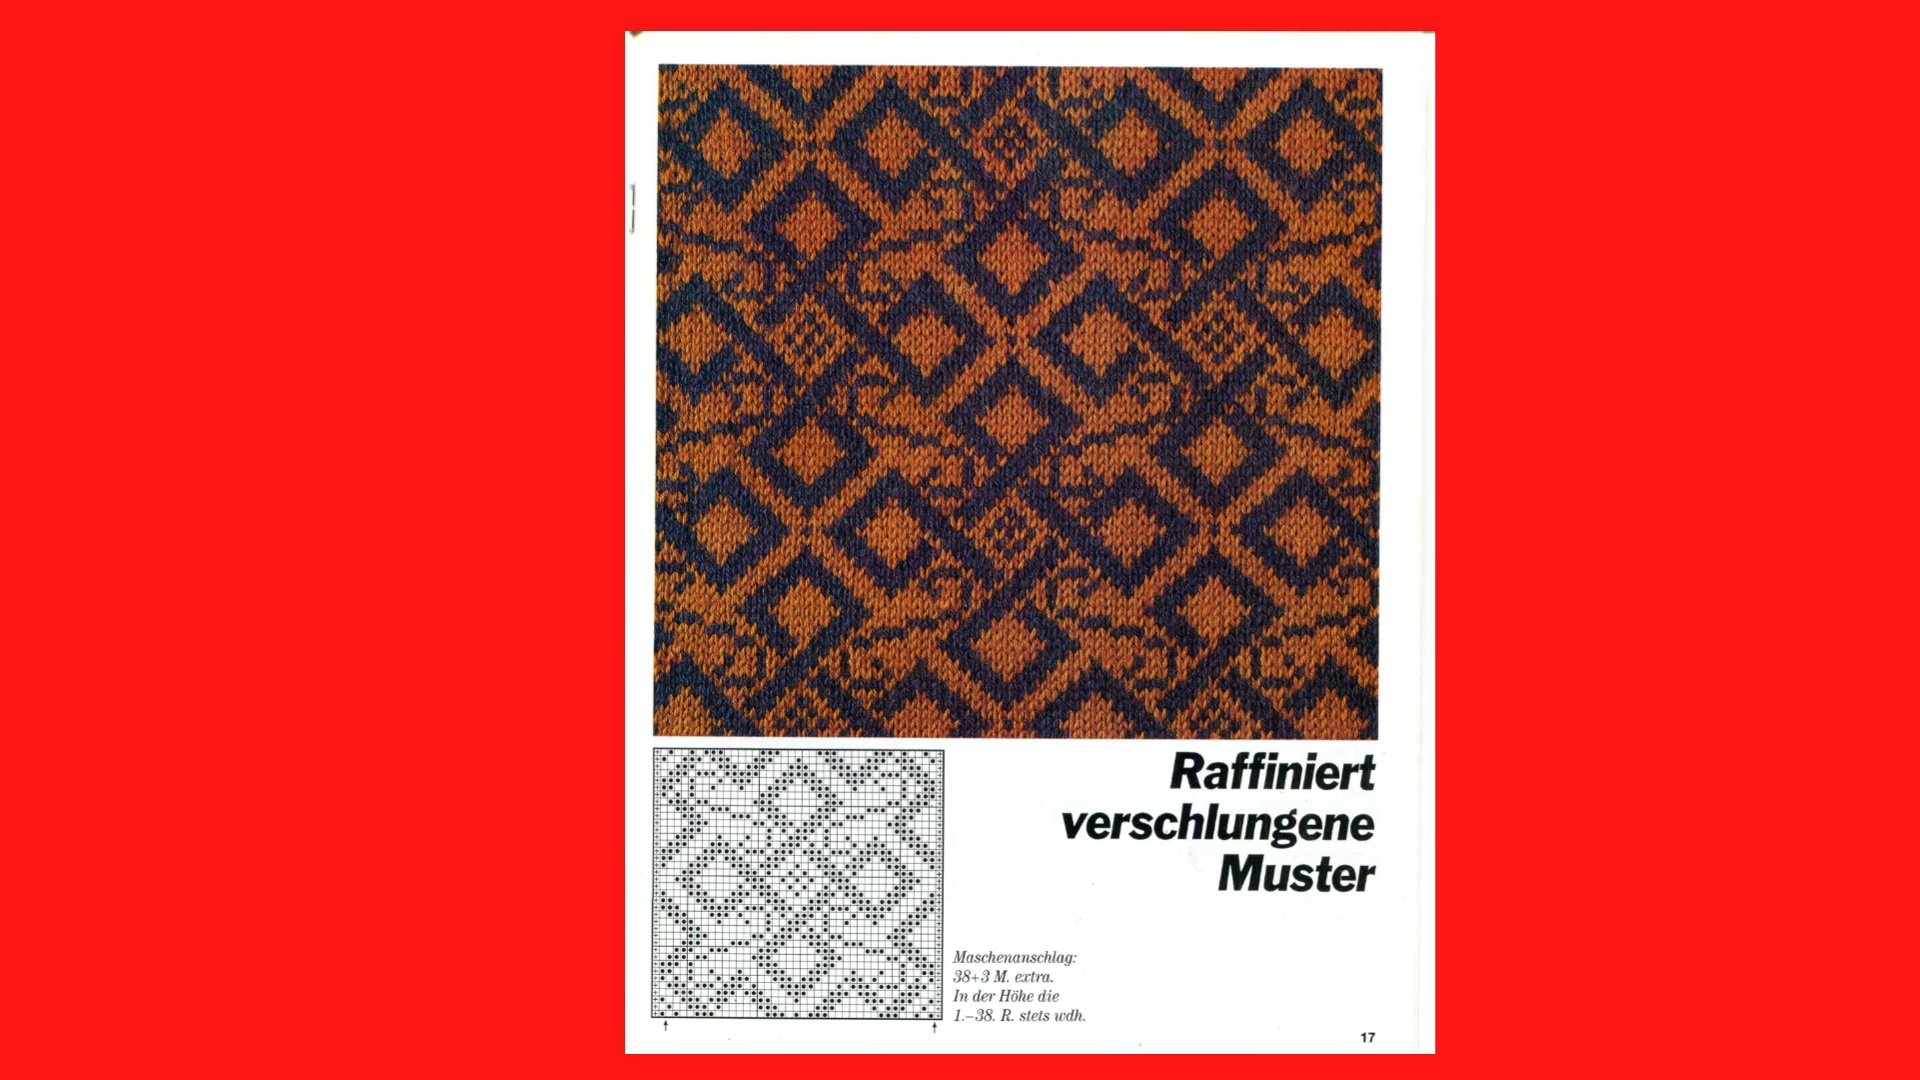 Raffiniert
verschlungene
Muster
Maschenanschlag:
38+3 M. extra.
In der Höhe die
1.–38. R. stets wdh.
17